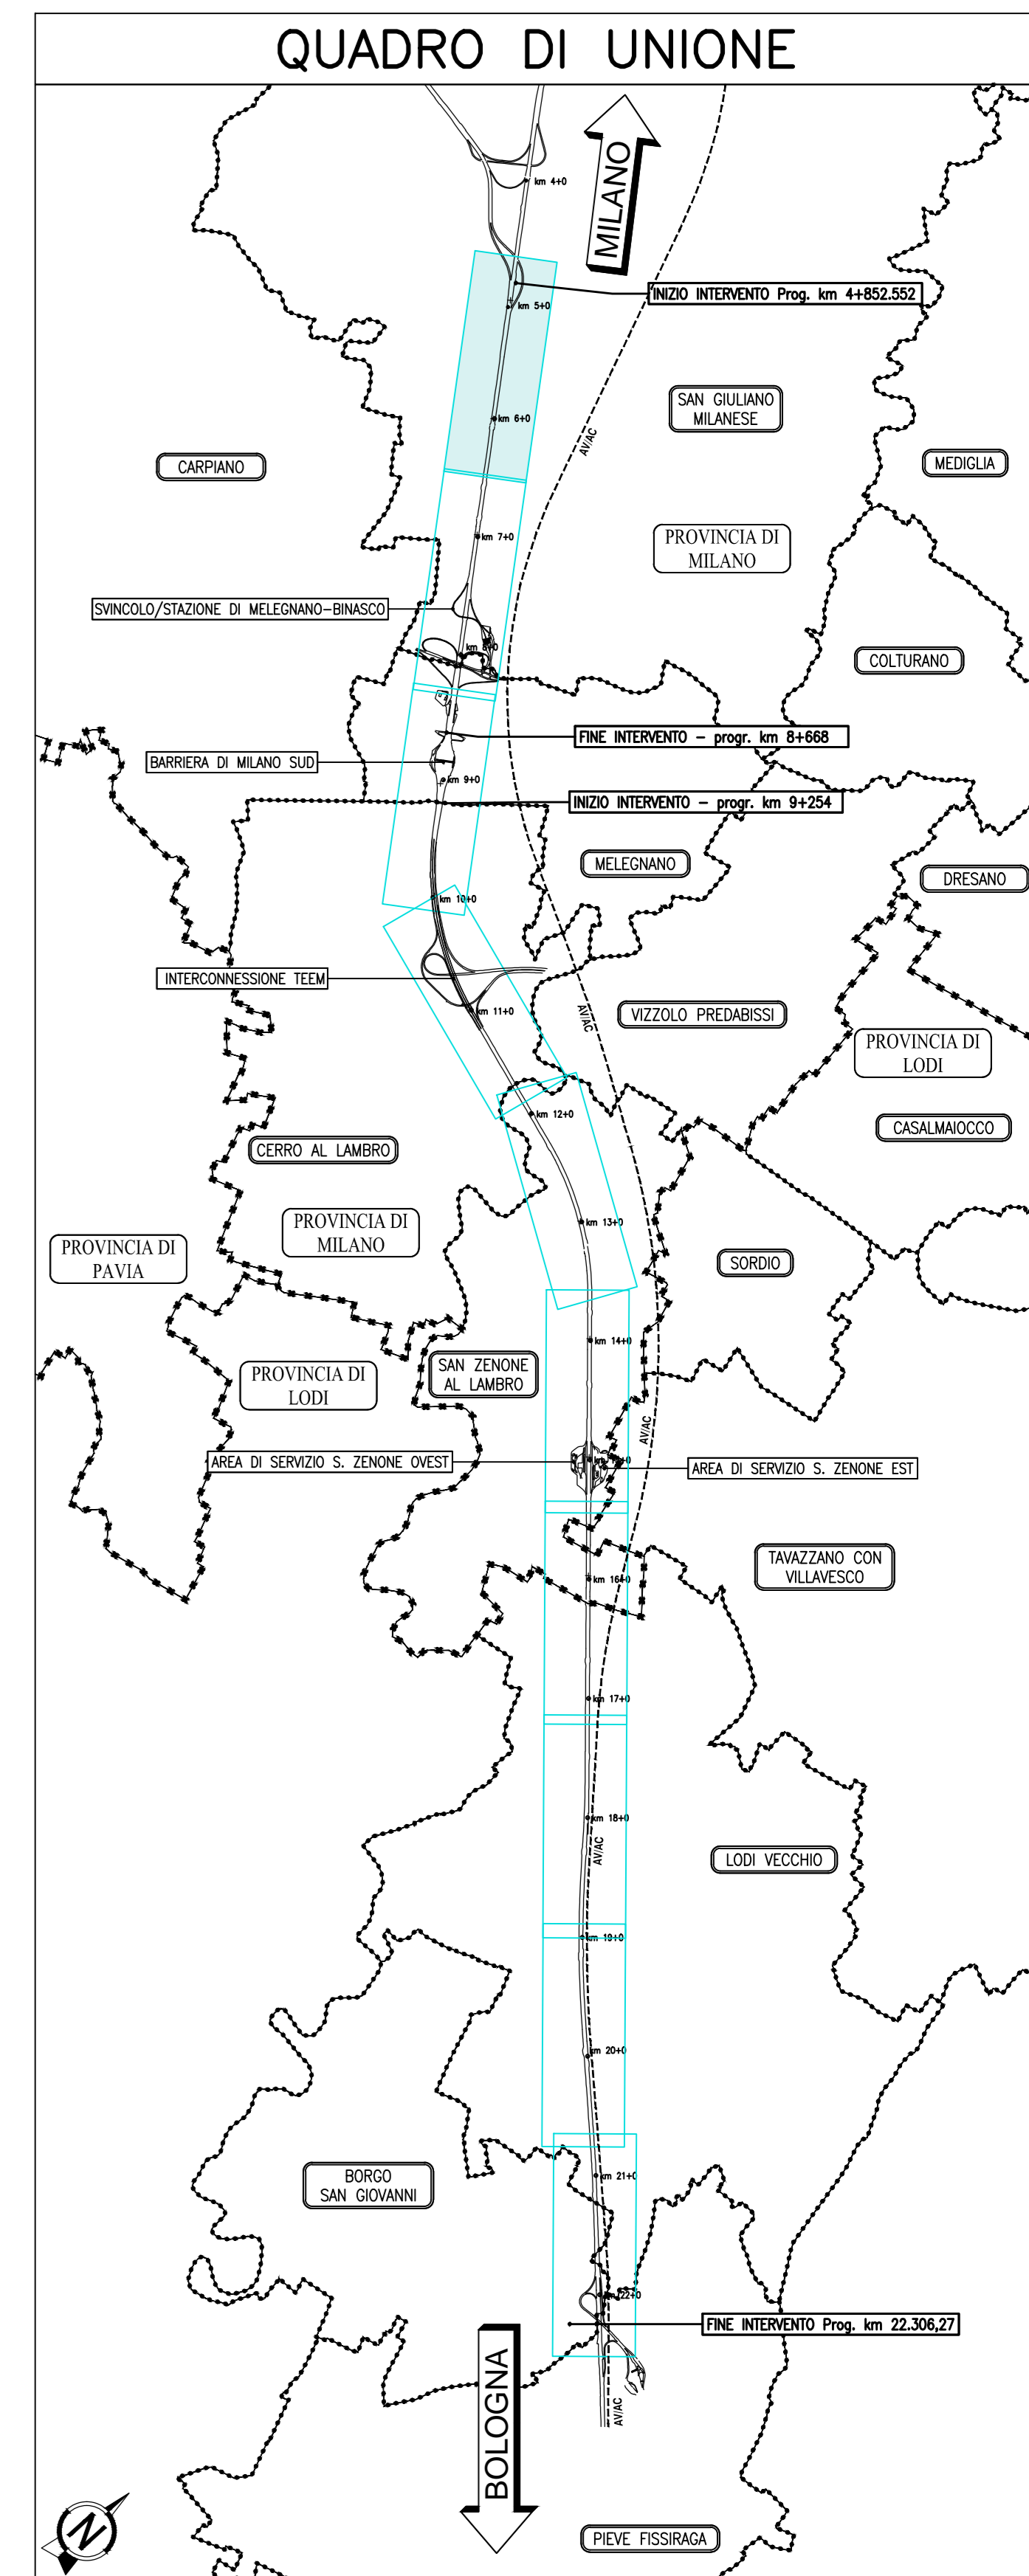 QUADRO DI UNIONE
MILANO
km 4+0
INIZIO INTERVENTO Prog. km 4+852.552
km 5+0
SAN GIULIANO
MILANESE
km 6+0
AV/AC
CARPIANO
MEDIGLIA
km 7+0
PROVINCIA DI
MILANO
SVINCOLO/STAZIONE DI MELEGNANO-BINASCO
COLTURANO
FINE INTERVENTO - progr. km 8+668
BARRIERA DI MILANO SUD
km 9+0
INIZIO INTERVENTO - progr. km 9+254
MELEGNANO
DRESANO
km 10+0
INTERCONNESSIONE TEEM
km 11+0
AV/AC
VIZZOLO PREDABISSI
PROVINCIA DI
LODI
km 12+0
CASALMAIOCCO
CERRO AL LAMBRO
PROVINCIA DI
MILANO
km 13+0
PROVINCIA DI
PAVIA
SORDIO
km 14+0
SAN ZENONE
AL LAMBRO
PROVINCIA DI
LODI
AV/AC
AREA DI SERVIZIO S. ZENONE OVEST
AREA DI SERVIZIO S. ZENONE EST
TAVAZZANO CON
VILLAVESCO
km 16+0
km 17+0
km 18+0
AV/AC
LODI VECCHIO
km 19+0
km 20+0
km 21+0
BORGO
SAN GIOVANNI
22+0
FINE INTERVENTO Prog. km 22.306,27
BOLOGNA
AV/AC
N
PIEVE FISSIRAGA